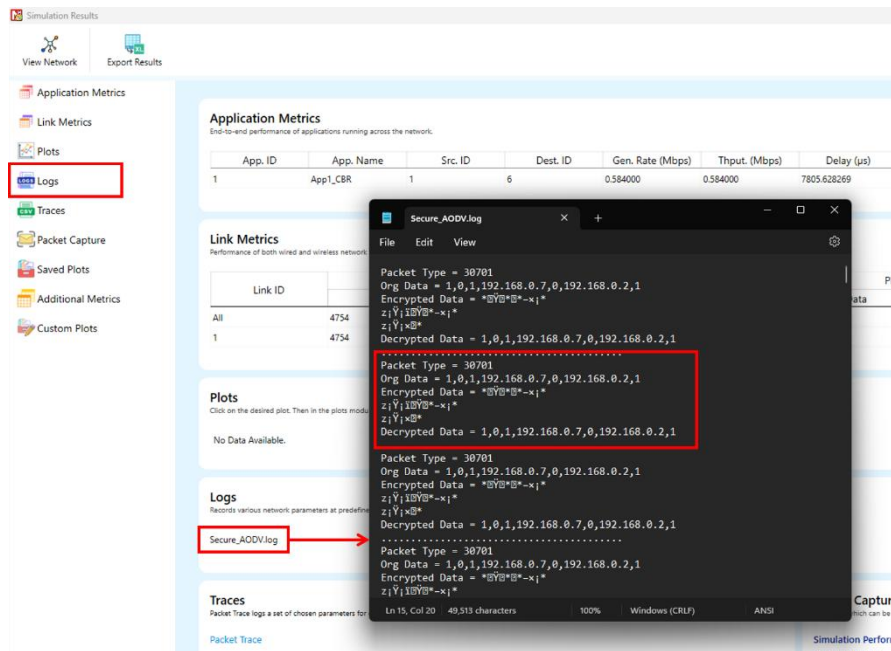 Simulation Results
View Network
Export Results
Application Metrics
Link Metrics
Plots
Logs
Traces
Packet Capture
Saved Plots
Additional Metrics
Custom Plots
Application Metrics
End-to-end performance of applications running across the network.
App. ID App. Name Src. ID Dest. ID Gen. Rate (Mbps) Thput. (Mbps) Delay (µs)
1 App1_CBR 1 6 0.584000 0.584000 7805.628269
Link Metrics
Performance of both wired and wireless network
Link ID
All 4754
1 4754
Plots
Click on the desired plot. Then in the plots
No Data Available.
Logs
Records various network parameters at
Secure_AODV.log
Traces
Packet Trace logs a set of chosen parameters for
Packet Trace
Simulation
Secure_AODV.log
File Edit View
Packet Type = 30701
Org Data = 1,0,1,192.168.0.7,0,192.168.0.2,1
Encrypted Data =
Decrypted Data = 1,0,1,192.168.0.7,0,192.168.0.2,1
..........................................
Packet Type = 30701
Org Data = 1,0,1,192.168.0.7,0,192.168.0.2,1
Encrypted Data =
Decrypted Data = 1,0,1,192.168.0.7,0,192.168.0.2,1
Packet Type = 30701
Org Data = 1,0,1,192.168.0.7,0,192.168.0.2,1
Encrypted Data =
Decrypted Data = 1,0,1,192.168.0.7,0,192.168.0.2,1
..........................................
Packet Type = 30701
Org Data = 1,0,1,192.168.0.7,0,192.168.0.2,1
Encrypted Data =
Ln 15, Col 20 49,513 characters 100% Windows (CRLF) ANSI